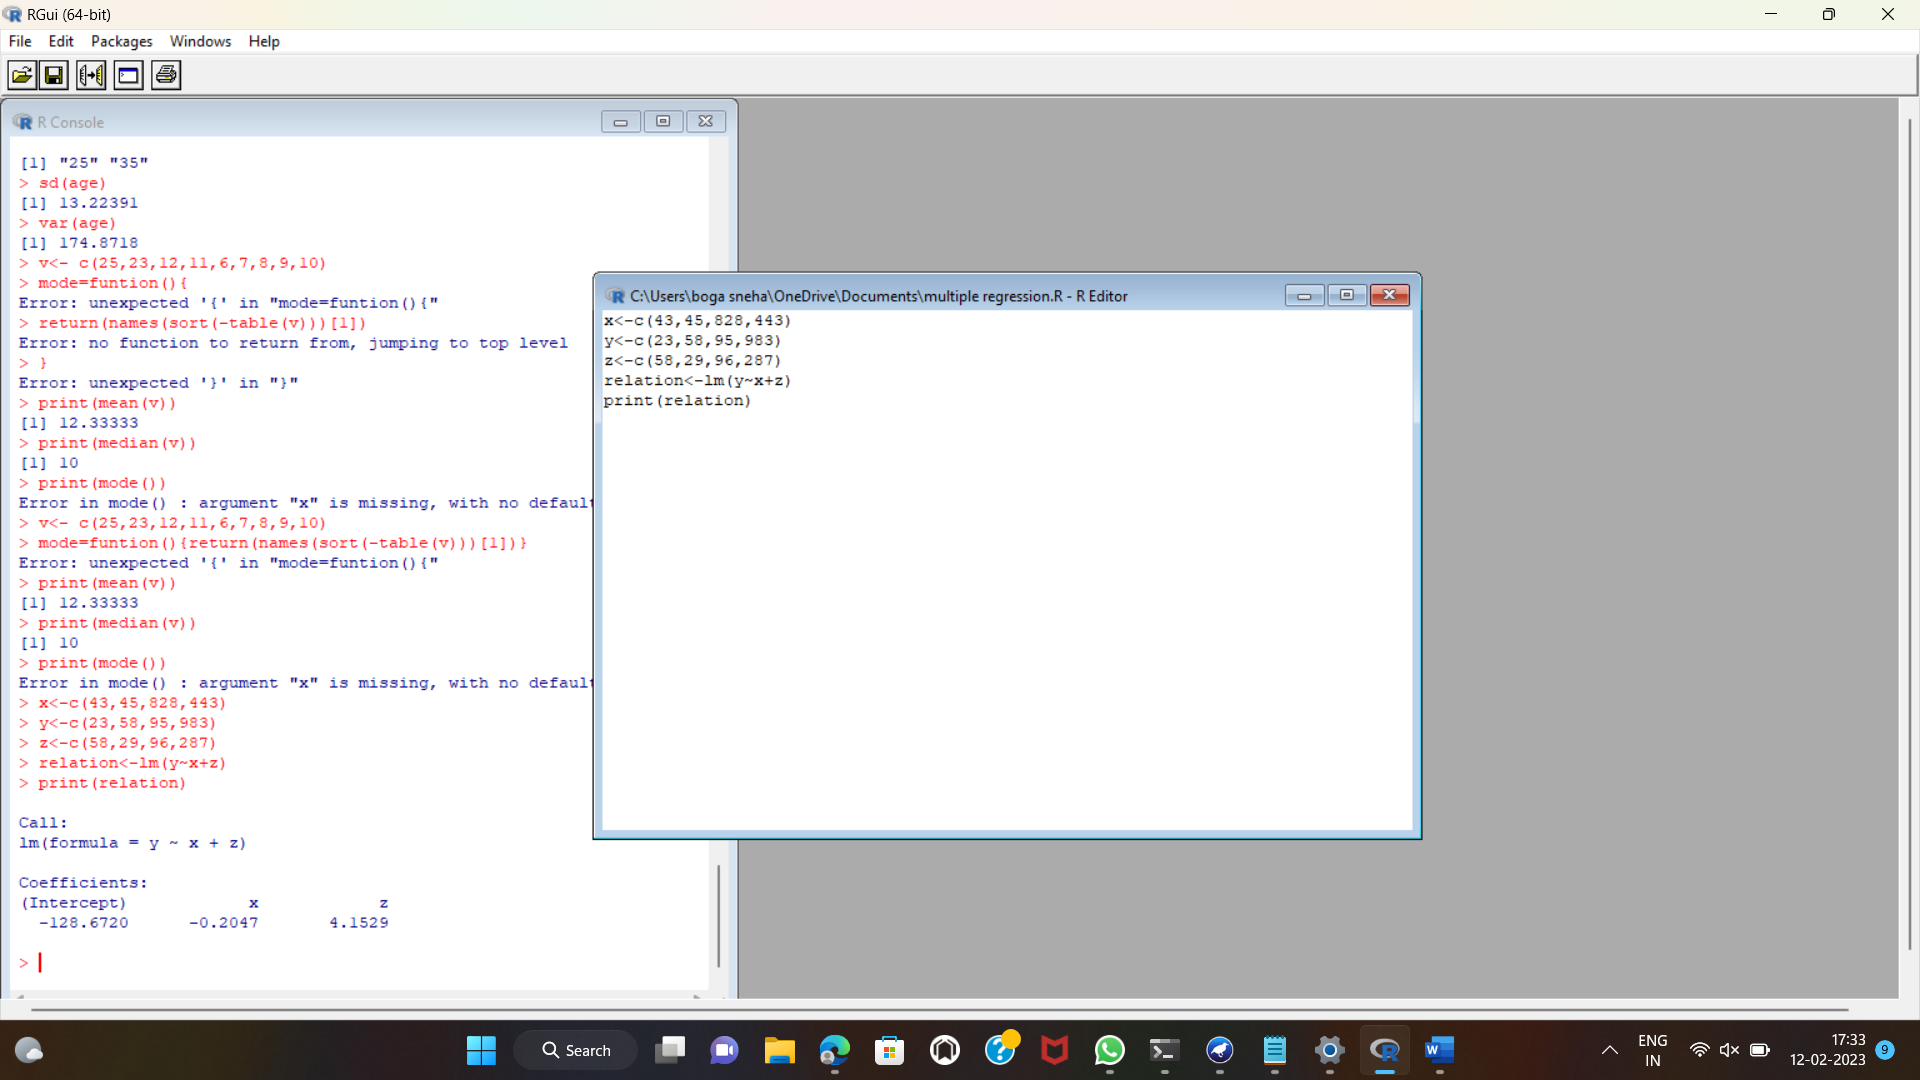 RGui (64-bit)
File Edit Packages Windows Help
R Console
[1] "25" "35"
> sd(age)
[1] 13.22391
> var(age)
[1] 174.8718
> v<- c(25,23,12,11,6,7,8,9,10)
> mode=funtion(){
Error: unexpected '{' in "mode=funtion(){"
> return(names(sort(-table(v)))[1])
Error: no function to return from, jumping to top level
> }
Error: unexpected '}' in "}"
> print(mean(v))
[1] 12.33333
> print(median(v))
[1] 10
> print(mode())
Error in mode() : argument "x" is missing, with no default
> v<- c(25,23,12,11,6,7,8,9,10)
> mode=funtion(){return(names(sort(-table(v)))[1])}
Error: unexpected '{' in "mode=funtion(){"
> print(mean(v))
[1] 12.33333
> print(median(v))
[1] 10
> print(mode())
Error in mode() : argument "x" is missing, with no default
> x<-c(43,45,828,443)
> y<-c(23,58,95,983)
> z<-c(58,29,96,287)
> relation<-lm(y~x+z)
> print(relation)
Call:
lm(formula = y ~ x + z)
Coefficients:
(Intercept) x z
-128.6720 -0.2047 4.1529
>
C:\Users\boga sneha\OneDrive\Documents\multiple regression.R - R Editor
x<-c(43,45,828,443)
y<-c(23,58,95,983)
z<-c(58,29,96,287)
relation<-lm(y~x+z)
print(relation)
Search
ENG
IN
17:33
12-02-2023
9